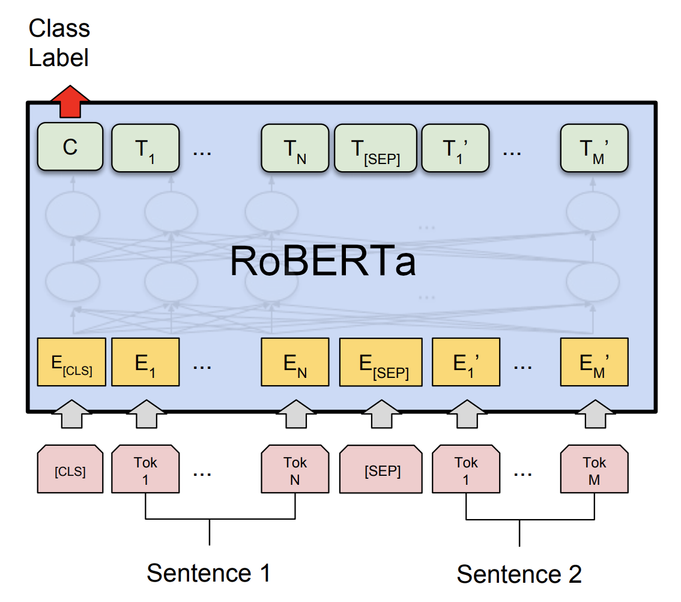 Class
Label
C T1 ... TN T[SEP] T1’ ... TM’
...
RoBERTa
...
E[CLS] E1 ... EN E[SEP] E1’ ... EM’
[CLS] Tok 1 ... Tok N [SEP] Tok 1 ... Tok M
Sentence 1 Sentence 2